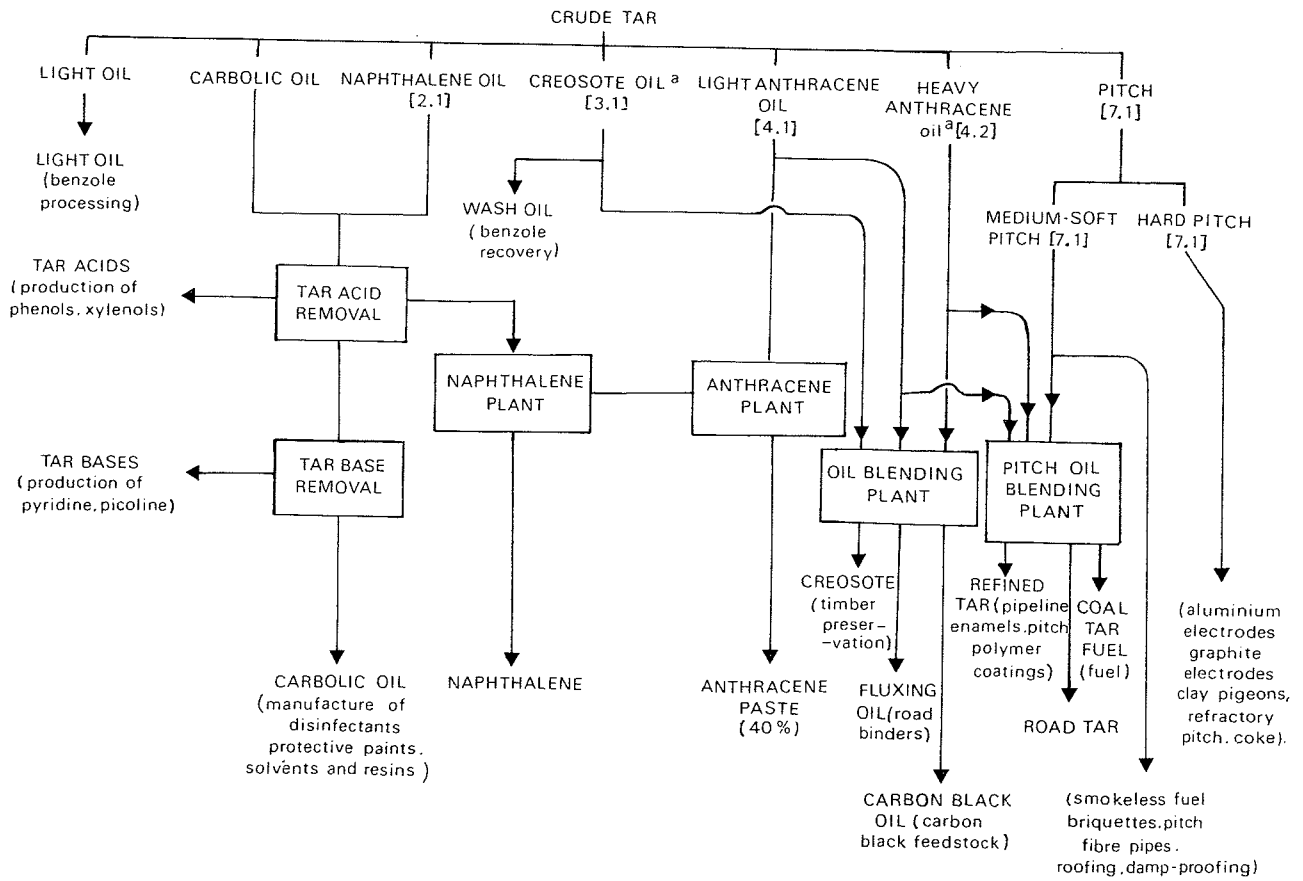 CRUDE TAR
LIGHT OIL
CARBOLIC OIL
NAPHTHALENE OIL
[2.1]
CREOSOTE OIL a
[3.1]
LIGHT ANTHRACENE
OIL
[4.1]
HEAVY
ANTHRACENE
oil a [4.2]
PITCH
[7.1]
LIGHT OIL
(benzole
processing)
WASH OIL
(benzole
recovery)
MEDIUM-SOFT
PITCH [7.1]
HARD PITCH
[7.1]
TAR ACIDS
(production of
phenols, xylenols)
TAR ACID
REMOVAL
NAPHTHALENE
PLANT
ANTHRACENE
PLANT
TAR BASES
(production of
pyridine, picoline)
TAR BASE
REMOVAL
OIL BLENDING
PLANT
PITCH OIL
BLENDING
PLANT
CREOSOTE
(timber
preser-
-vation)
REFINED
TAR (pipeline
enamels, pitch
polymer
coatings)
COAL
TAR
FUEL
(fuel)
(aluminium
electrodes
graphite
electrodes
clay pigeons,
refractory
pitch, coke).
CARBOLIC OIL
(manufacture of
disinfectants
protective paints,
solvents and resins)
NAPHTHALENE
ANTHRACENE
PASTE
(40%)
FLUXING
OIL (road
binders)
ROAD TAR
CARBON BLACK
OIL (carbon
black feedstock)
(smokeless fuel
briquettes, pitch
fibre pipes,
roofing, damp-proofing)